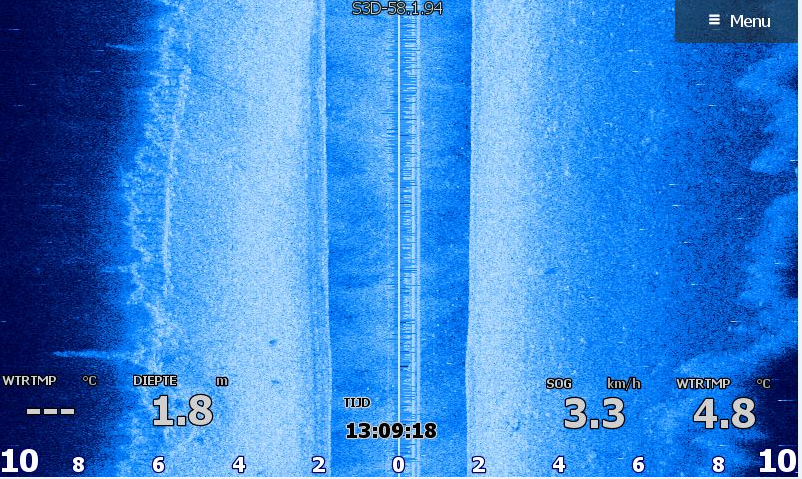 S3D-58.1.94
≡ Menu
WTRTMP °C
---
DIEPTE m
1.8
TIJD
13:09:18
SOG km/h
3.3
WTRTMP °C
4.8
10 8 6 4 2 0 2 4 6 8 10